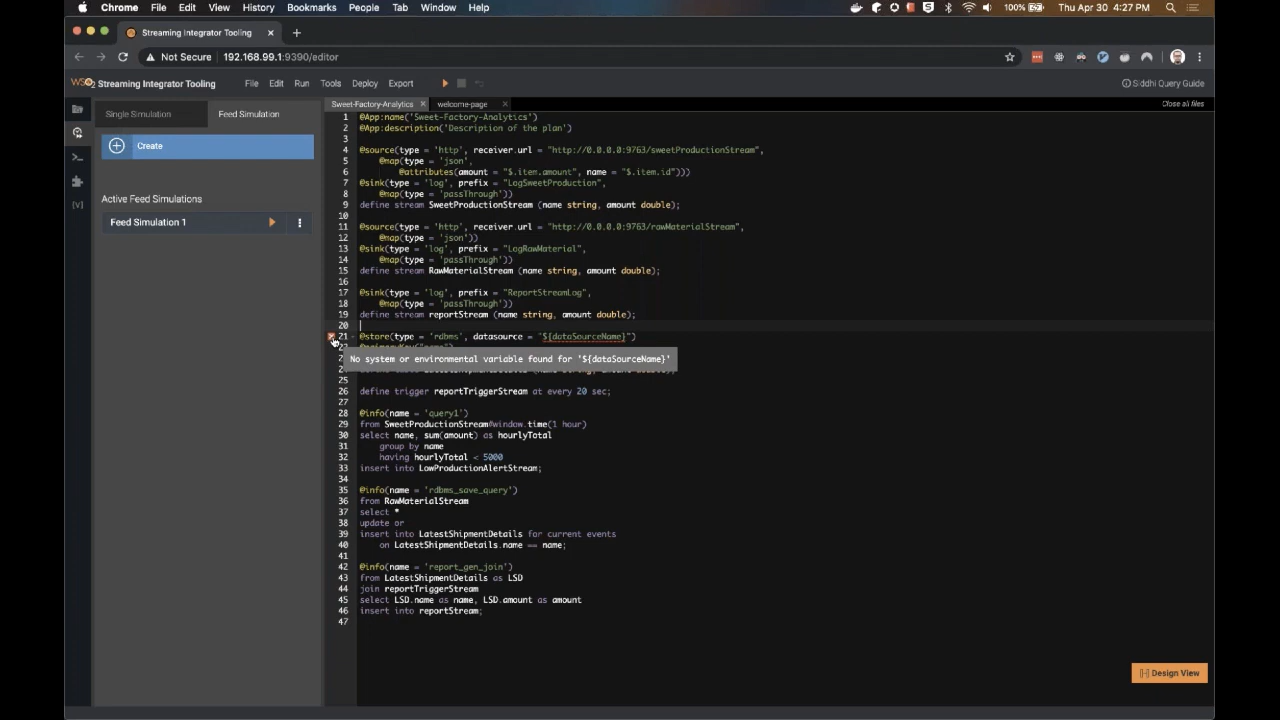 Chrome File Edit View History Bookmarks People Tab Window Help 100% Thu Apr 30 4:27 PM
Streaming Integrator Tooling
Not Secure 192.168.99.1:9390/editor
WSO2 Streaming Integrator Tooling File Edit Run Tools Deploy Export Siddhi Query Guide
Single Simulation Feed Simulation
Create
Active Feed Simulations
Feed Simulation 1
Sweet-Factory-Analytics welcome-page Close all files
1 @App:name('Sweet-Factory-Analytics')
2 @App:description('Description of the plan')
3
4 @source(type = 'http', receiver.url = "http://0.0.0.0:9763/sweetProductionStream",
5 @map(type = 'json',
6 @attributes(amount = "$.item.amount", name = "$.item.id")))
7 @sink(type = 'log', prefix = "LogSweetProduction",
8 @map(type = 'passThrough'))
9 define stream SweetProductionStream (name string, amount double);
10
11 @source(type = 'http', receiver.url = "http://0.0.0.0:9763/rawMaterialStream",
12 @map(type = 'json'))
13 @sink(type = 'log', prefix = "LogRawMaterial",
14 @map(type = 'passThrough'))
15 define stream RawMaterialStream (name string, amount double);
16
17 @sink(type = 'log', prefix = "ReportStreamLog",
18 @map(type = 'passThrough'))
19 define stream reportStream (name string, amount double);
20
21 @store(type = 'rdbms', datasource = "${dataSourceName}")
No system or environmental variable found for '${dataSourceName}'
25
26 define trigger reportTriggerStream at every 20 sec;
27
28 @info(name = 'query1')
29 from SweetProductionStream#window.time(1 hour)
30 select name, sum(amount) as hourlyTotal
31 group by name
32 having hourlyTotal < 5000
33 insert into LowProductionAlertStream;
34
35 @info(name = 'rdbms_save_query')
36 from RawMaterialStream
37 select *
38 update or
39 insert into LatestShipmentDetails for current events
40 on LatestShipmentDetails.name == name;
41
42 @info(name = 'report_gen_join')
43 from LatestShipmentDetails as LSD
44 join reportTriggerStream
45 select LSD.name as name, LSD.amount as amount
46 insert into reportStream;
47
Design View